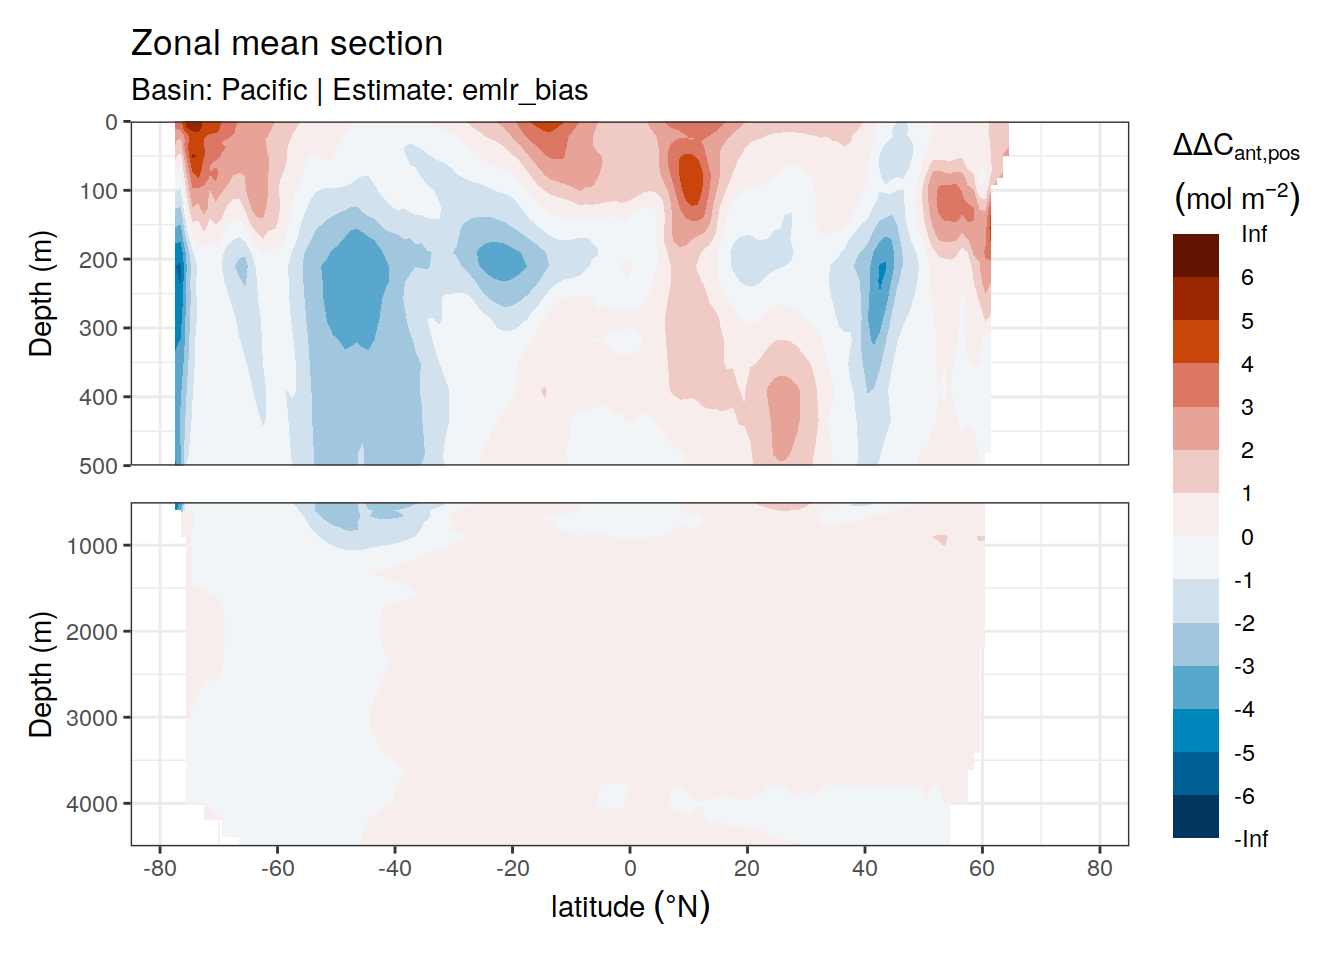 Zonal mean section
Basin: Pacific | Estimate: emlr_bias
0
100
200
300
400
500
Depth (m)
1000
2000
3000
4000
Depth (m)
-80 -60 -40 -20 0 20 40 60 80
latitude (°N)
ΔΔCant,pos
(mol m−2)
Inf
6
5
4
3
2
1
0
-1
-2
-3
-4
-5
-6
-Inf